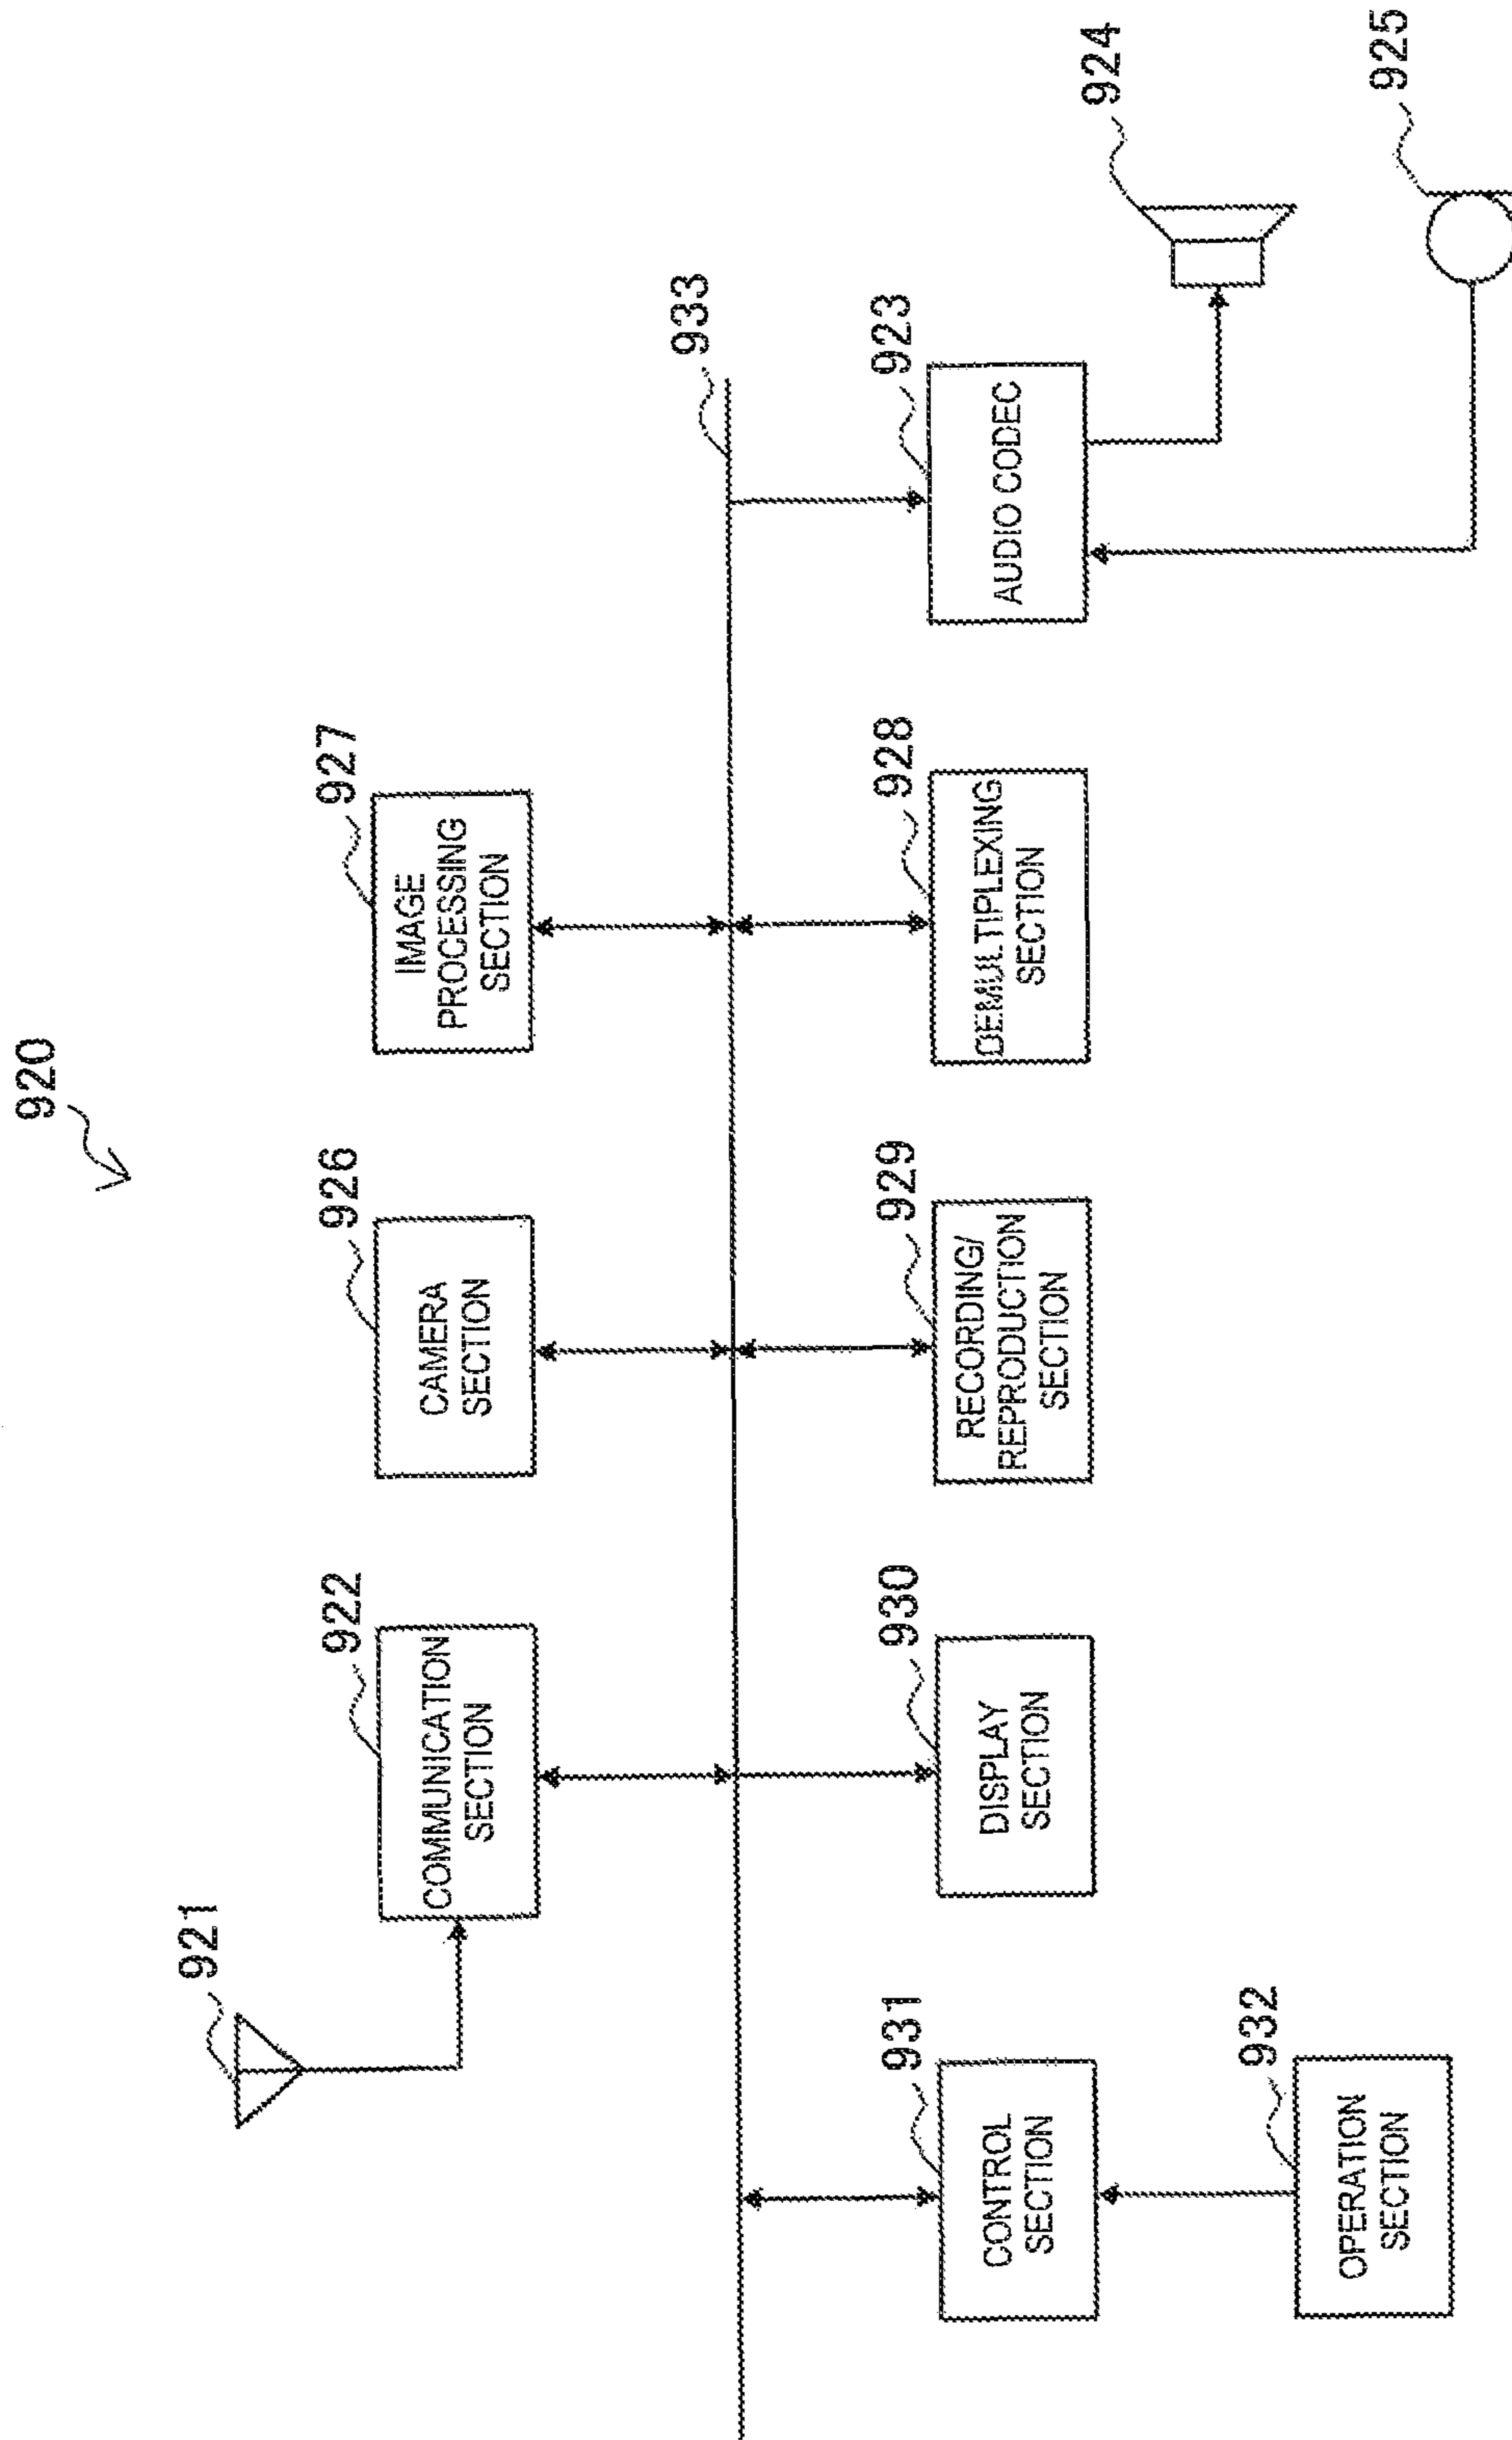 920
921
922
COMMUNICATION
SECTION
926
CAMERA
SECTION
927
IMAGE
PROCESSING
SECTION
933
931
CONTROL
SECTION
930
DISPLAY
SECTION
929
RECORDING/
REPRODUCTION
SECTION
928
DEMULTIPLEXING
SECTION
923
AUDIO CODEC
924
932
OPERATION
SECTION
925